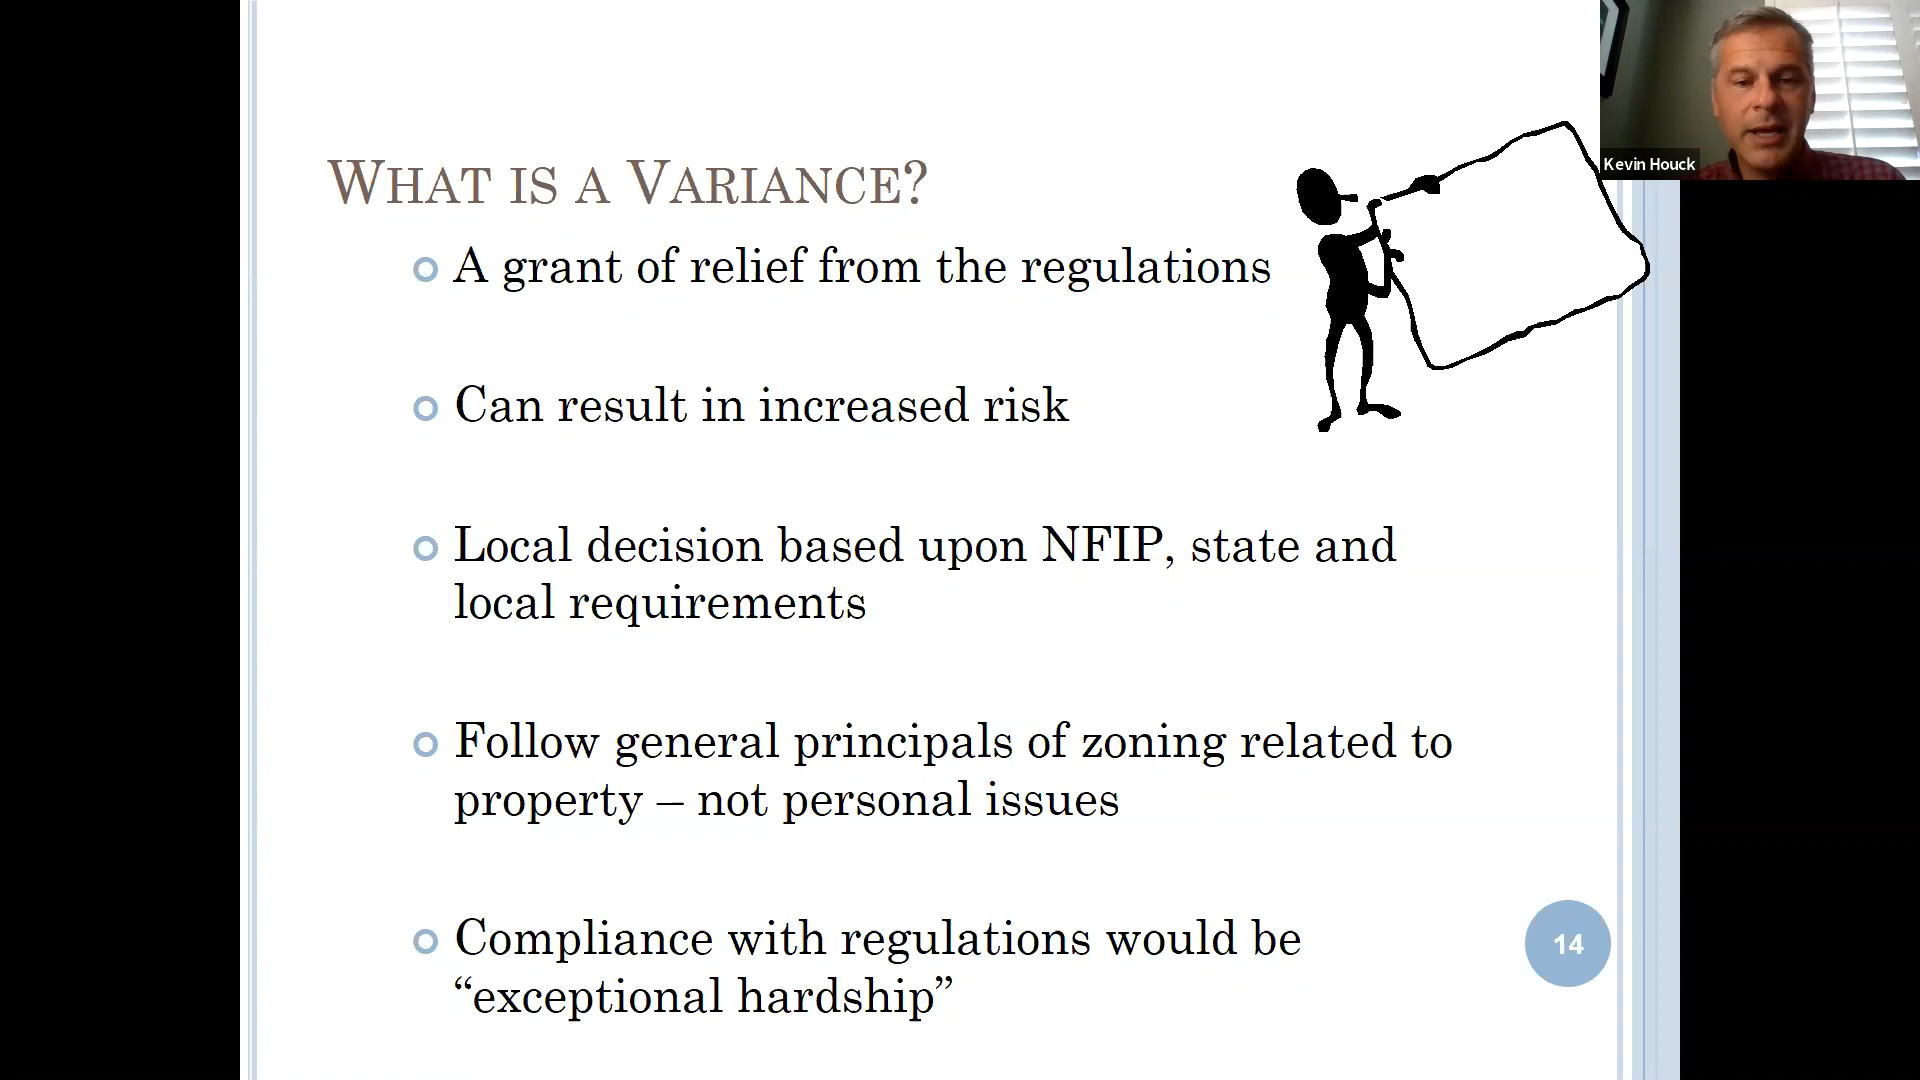 Kevin Houck
WHAT IS A VARIANCE?
A grant of relief from the regulations
Can result in increased risk
Local decision based upon NFIP, state and
local requirements
Follow general principals of zoning related to
property – not personal issues
Compliance with regulations would be
“exceptional hardship”
14